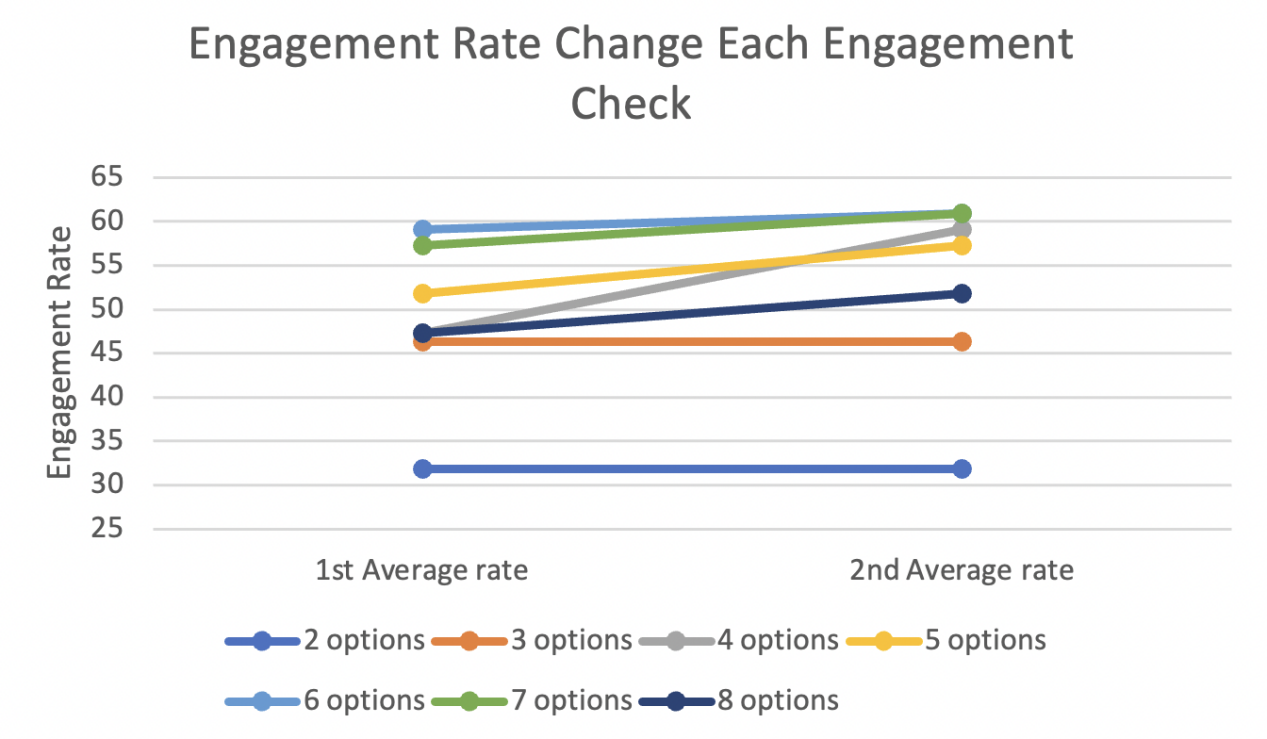 Engagement Rate Change Each Engagement
Check
Engagement Rate
65
60
55
50
45
40
35
30
25
1st Average rate
2nd Average rate
2 options
3 options
4 options
5 options
6 options
7 options
8 options